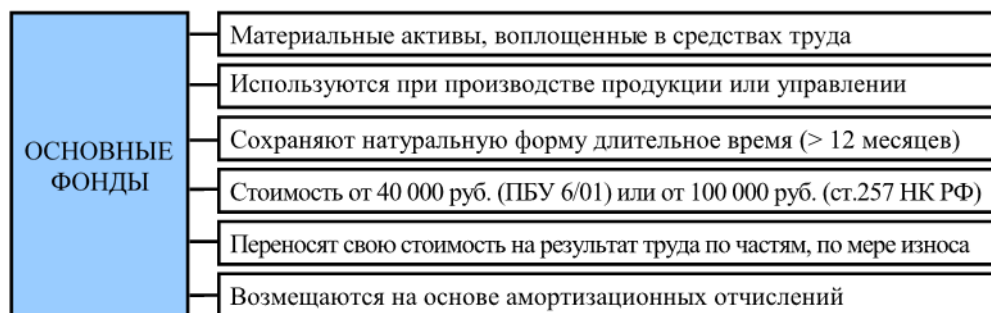 ОСНОВНЫЕ
ФОНДЫ
Материальные активы, воплощенные в средствах труда
Используются при производстве продукции или управлении
Сохраняют натуральную форму длительное время (> 12 месяцев)
Стоимость от 40 000 руб. (ПБУ 6/01) или от 100 000 руб. (ст.257 НК РФ)
Переносят свою стоимость на результат труда по частям, по мере износа
Возмещаются на основе амортизационных отчислений